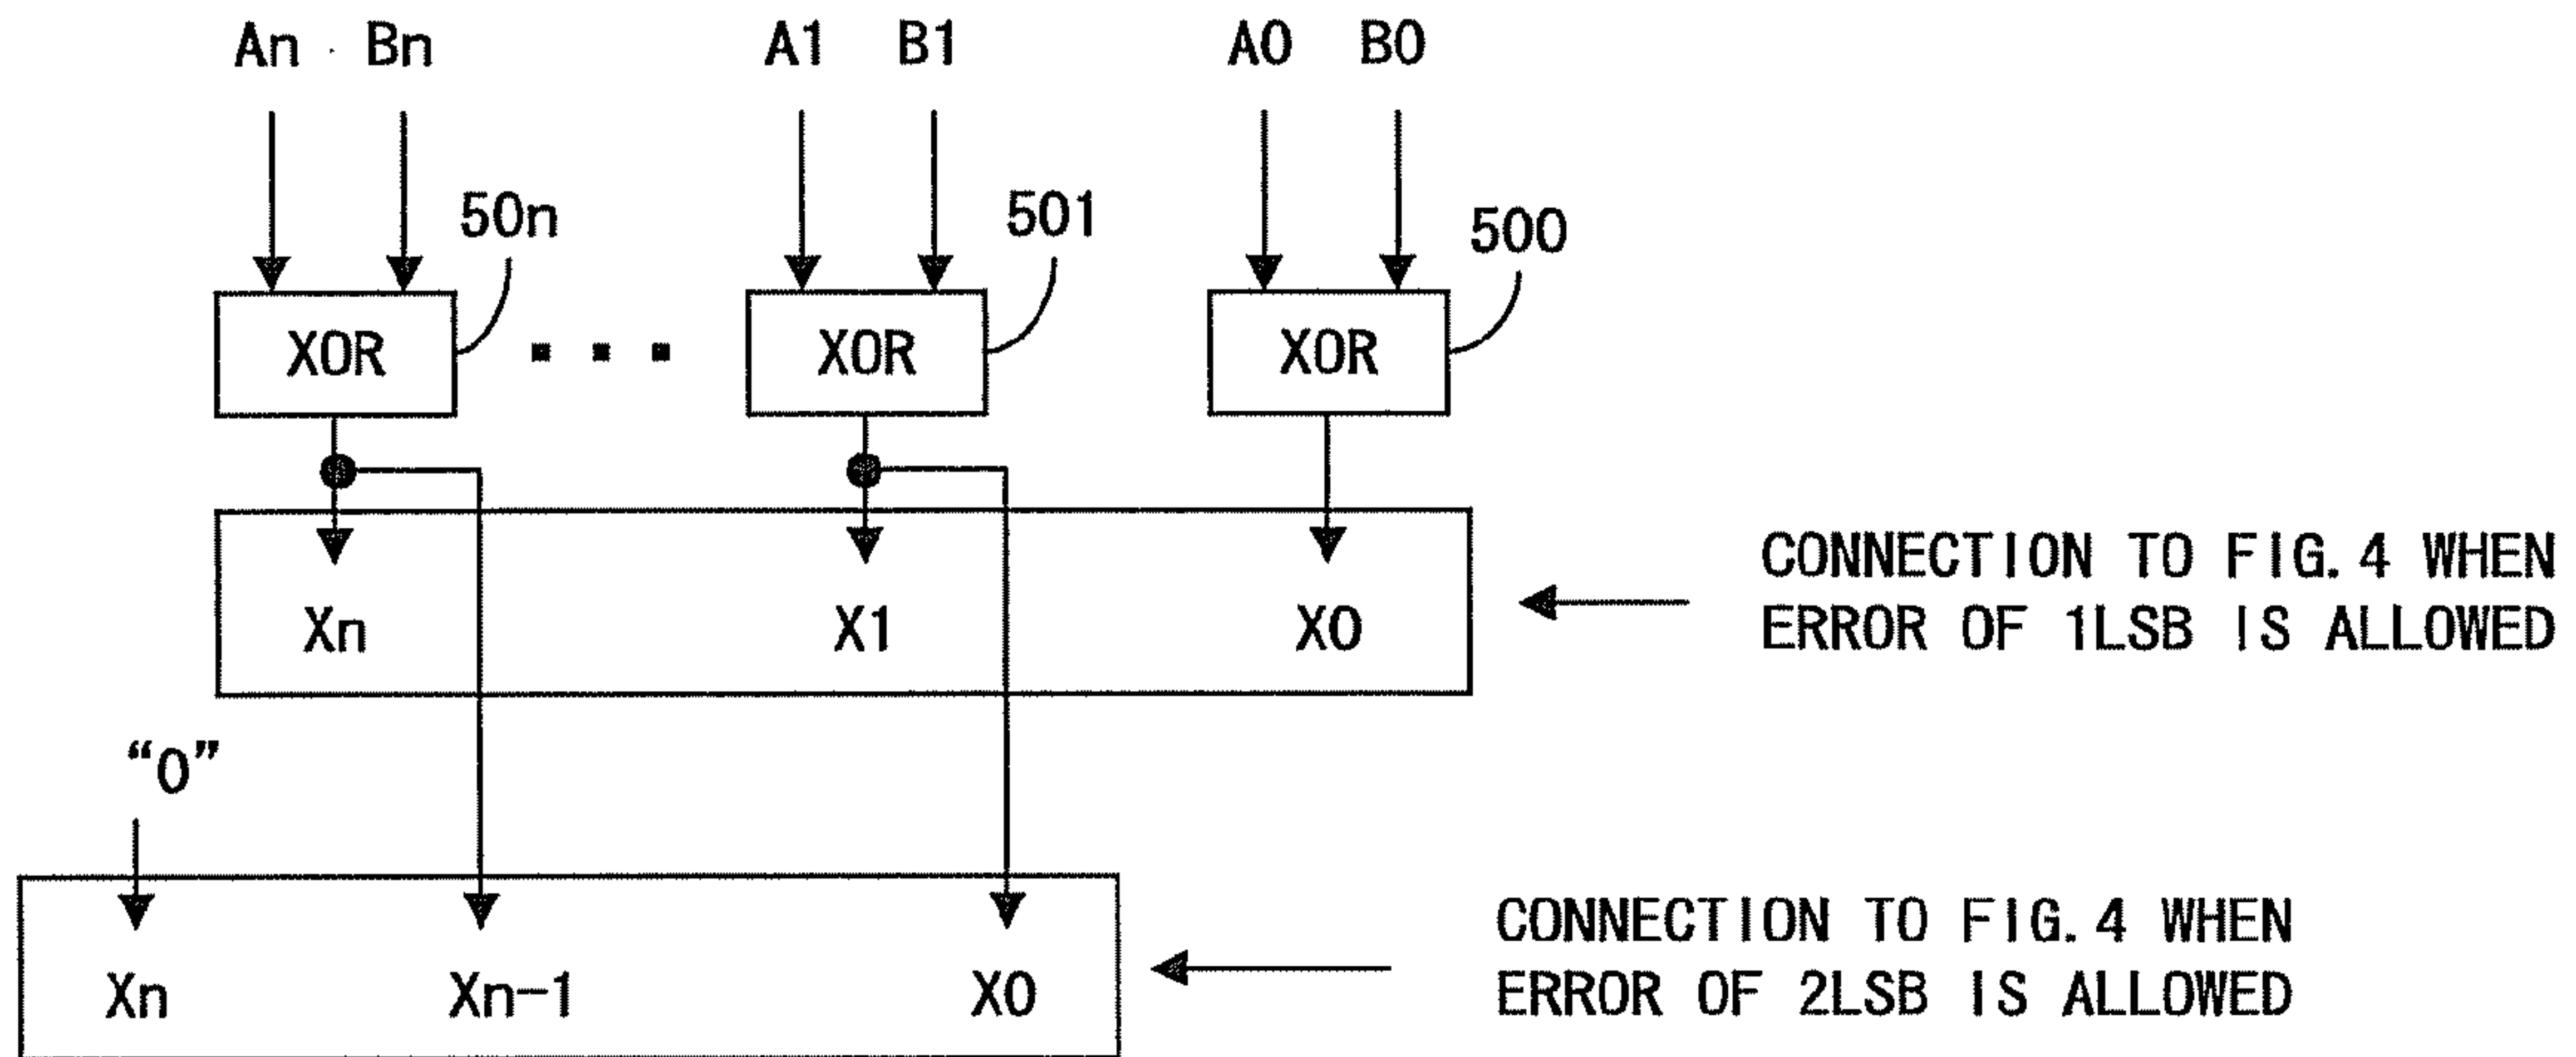 An Bn A1 B1 A0 B0
50n 501 500
XOR XOR XOR
Xn X1 X0
CONNECTION TO FIG.4 WHEN
ERROR OF 1LSB IS ALLOWED
“0”
Xn Xn-1 X0
CONNECTION TO FIG.4 WHEN
ERROR OF 2LSB IS ALLOWED